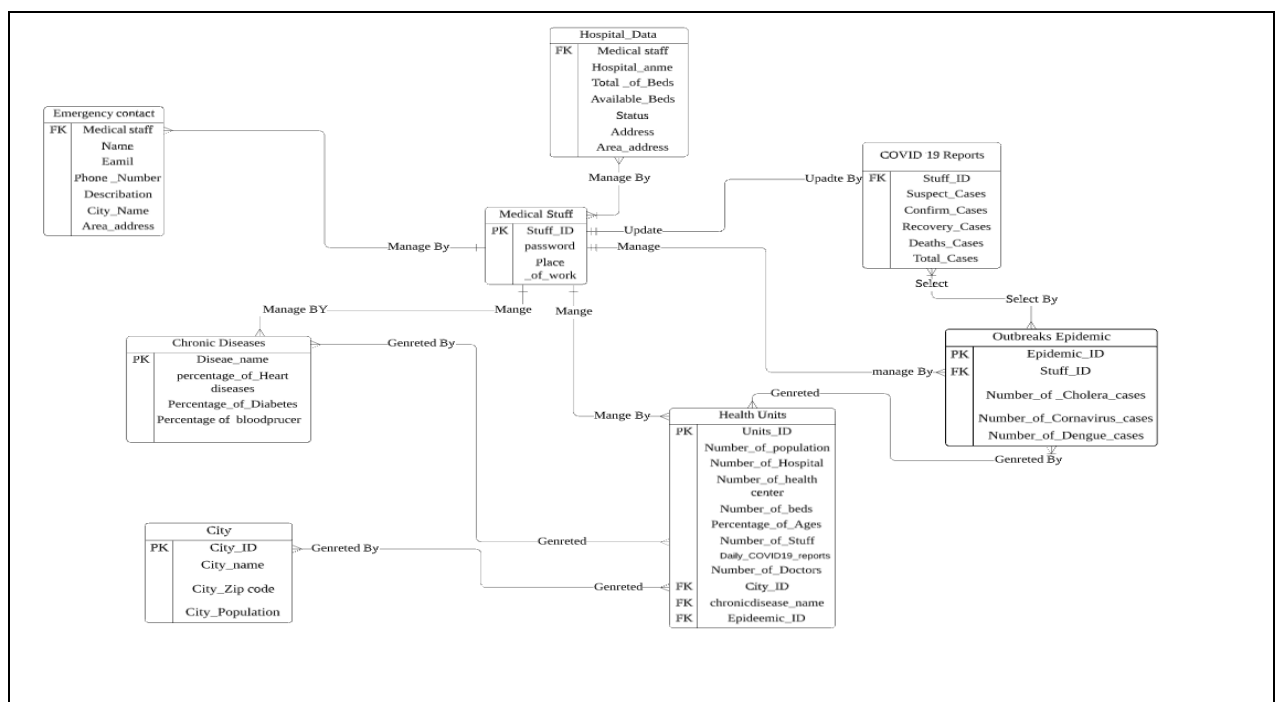 Hospital_Data
FK Medical staff
Hospital_anme
Total _of_Beds
Available_Beds
Status
Address
Area_address
Emergency contact
FK Medical staff
Name
Eamil
Phone _Number
Describation
City_Name
Area_address
COVID 19 Reports
FK Stuff_ID
Suspect_Cases
Confirm_Cases
Recovery_Cases
Deaths_Cases
Total_Cases
Manage By
Upadte By
Medical Stuff
PK Stuff_ID
password
Place
_of_work
Update
Manage
Manage By
Select
Select By
Manage BY
Mange
Mange
Chronic Diseases
PK Diseae_name
percentage_of_Heart
diseases
Percentage_of_Diabetes
Percentage of bloodprucer
Genreted By
Outbreaks Epidemic
PK Epidemic_ID
FK Stuff_ID
Number_of _Cholera_cases
Number_of_Cornavirus_cases
Number_of_Dengue_cases
manage By
Genreted
Mange By
Genreted By
Health Units
PK Units_ID
Number_of_population
Number_of_Hospital
Number_of_health
center
Number_of_beds
Percentage_of_Ages
Number_of_Stuff
Daily_COVID19_reports
Number_of_Doctors
FK City_ID
FK chronicdisease_name
FK Epideemic_ID
City
PK City_ID
City_name
City_Zip code
City_Population
Genreted By
Genreted
Genreted